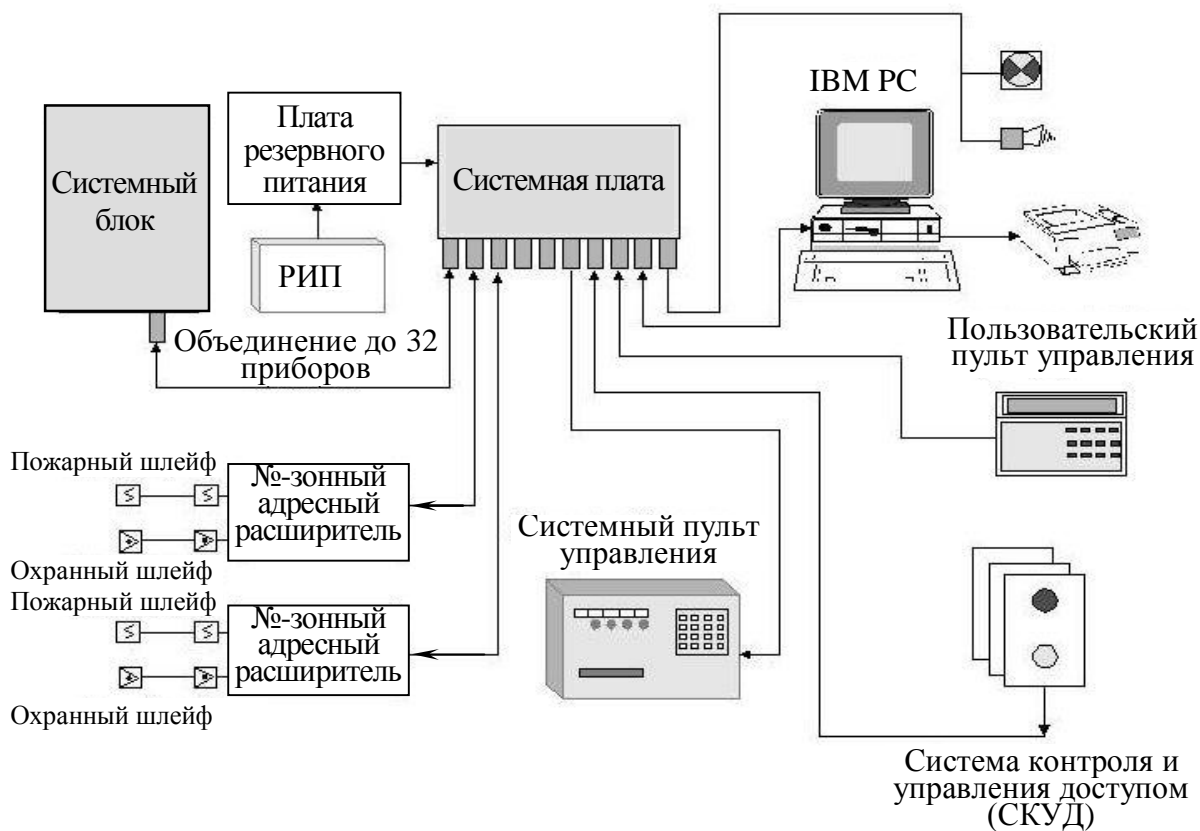 IBM PC
Плата
резервного
питания
Системный
блок
Системная плата
РИП
Объединение до 32
приборов
Пользовательский
пульт управления
Пожарный шлейф
№-зонный
адресный
расширитель
Охранный шлейф
Системный пульт
управления
Пожарный шлейф
№-зонный
адресный
расширитель
Охранный шлейф
Система контроля и
управления доступом
(СКУД)